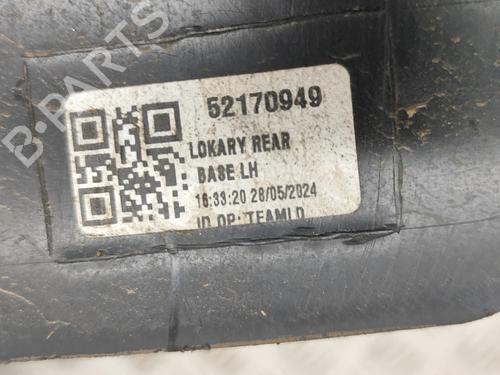 52170949
LOKARY REAR
BASE LH
16:33:20 28/05/2024
ID OP: TEAMLD
B-PARTS